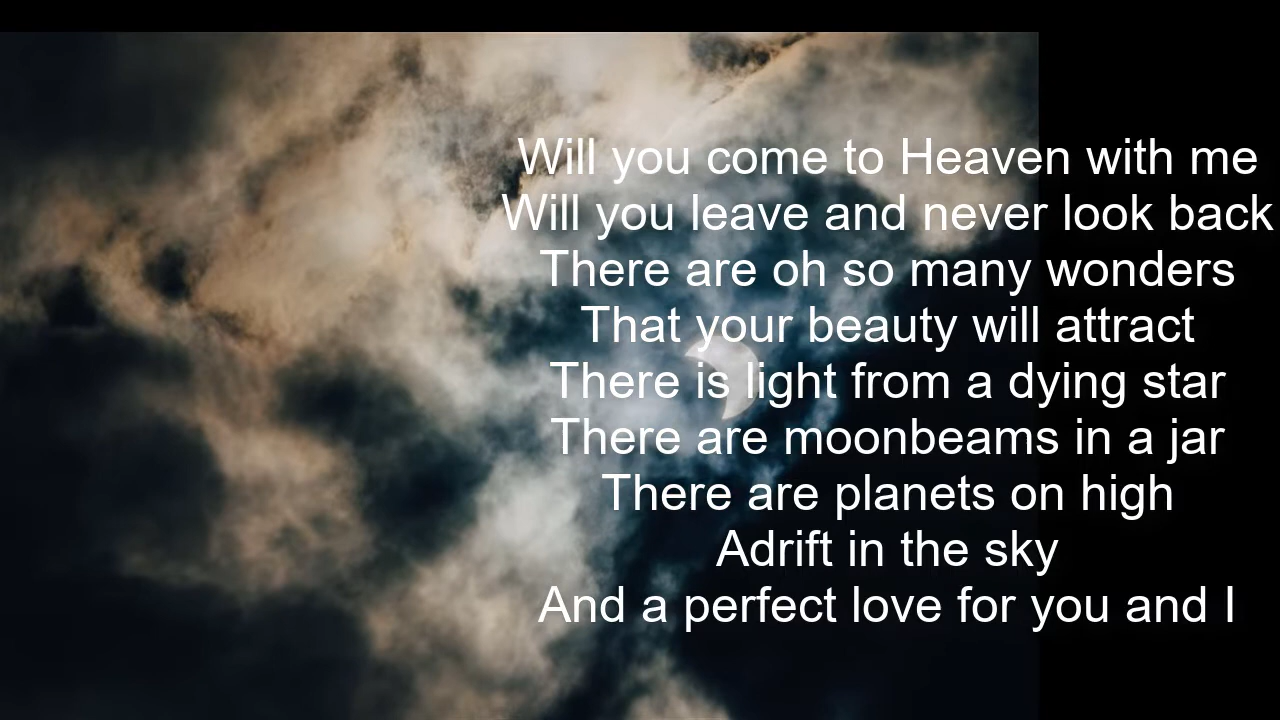 Will you come to Heaven with me
Will you leave and never look back
There are oh so many wonders
That your beauty will attract
There is light from a dying star
There are moonbeams in a jar
There are planets on high
Adrift in the sky
And a perfect love for you and I